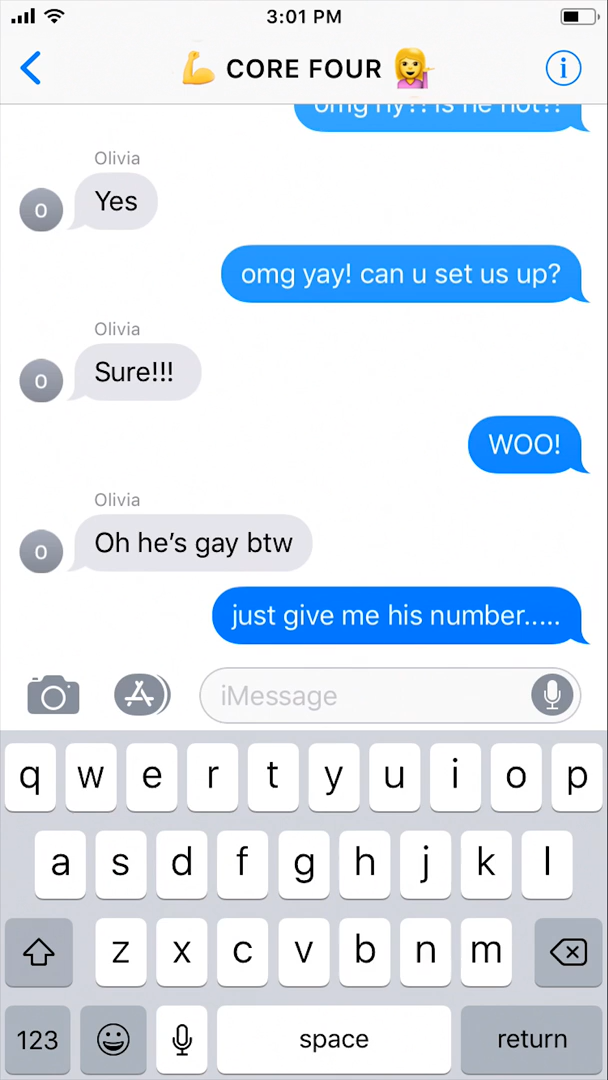 3:01 PM
💪 CORE FOUR 💁‍♀️
Olivia
O
Yes
omg yay! can u set us up?
Olivia
O
Sure!!!
WOO!
Olivia
O
Oh he’s gay btw
just give me his number.....
iMessage
q w e r t y u i o p
a s d f g h j k l
z x c v b n m
123 space return